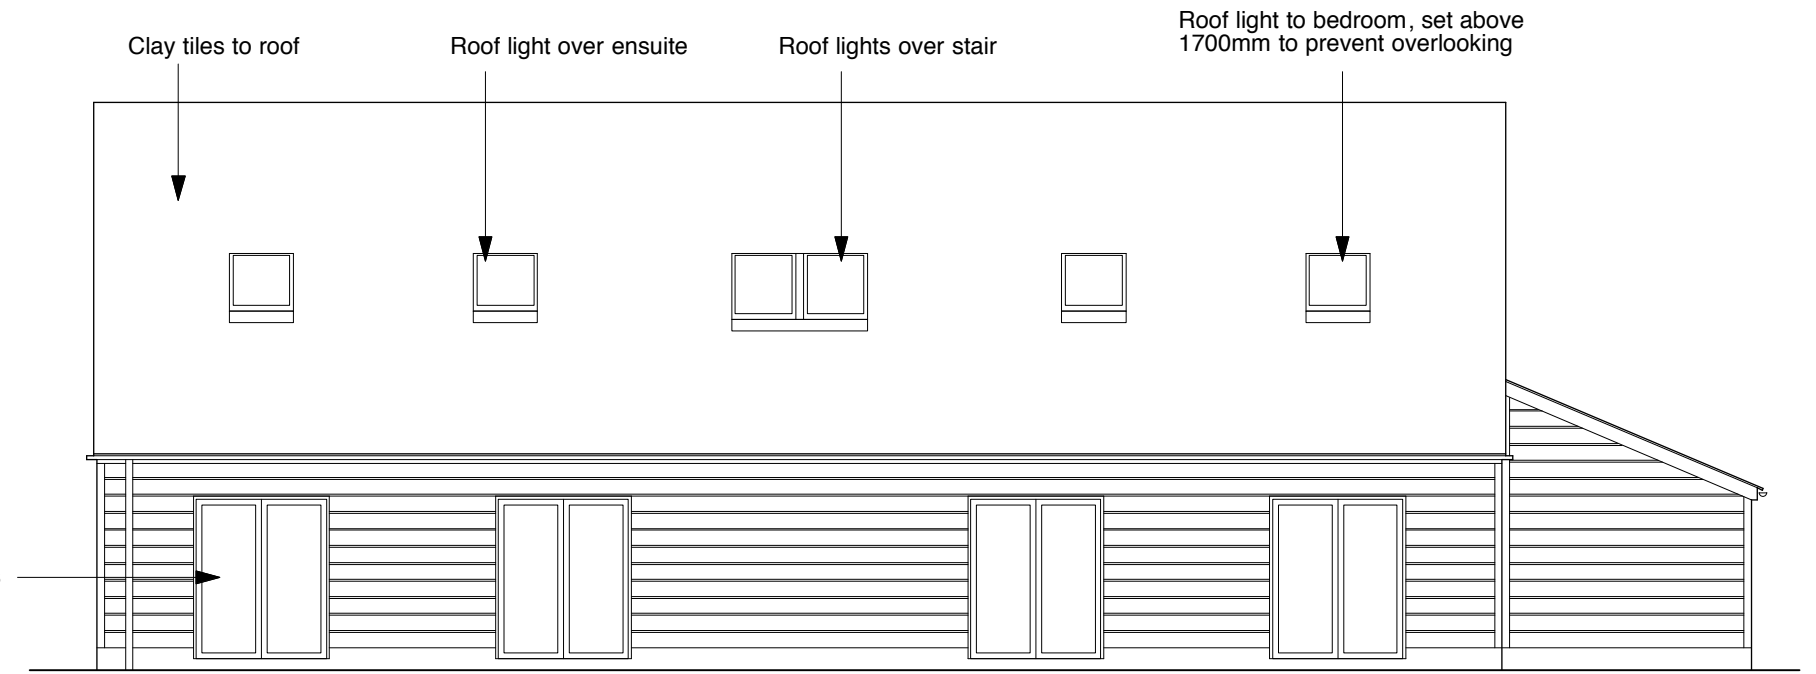 Clay tiles to roof
Roof light over ensuite
Roof lights over stair
Roof light to bedroom, set above
1700mm to prevent overlooking